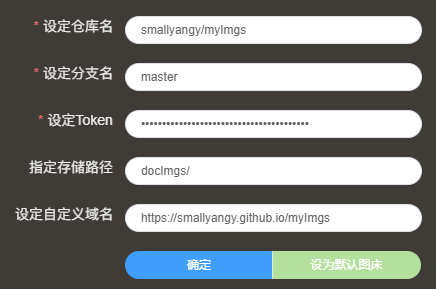 * 设定仓库名 smallyangy/myImgs
* 设定分支名 master
* 设定Token ••••••••••••••••••••••••••••••••••••••••
指定存储路径 docImgs/
设定自定义域名 https://smallyangy.github.io/myImgs
确定 设为默认图床